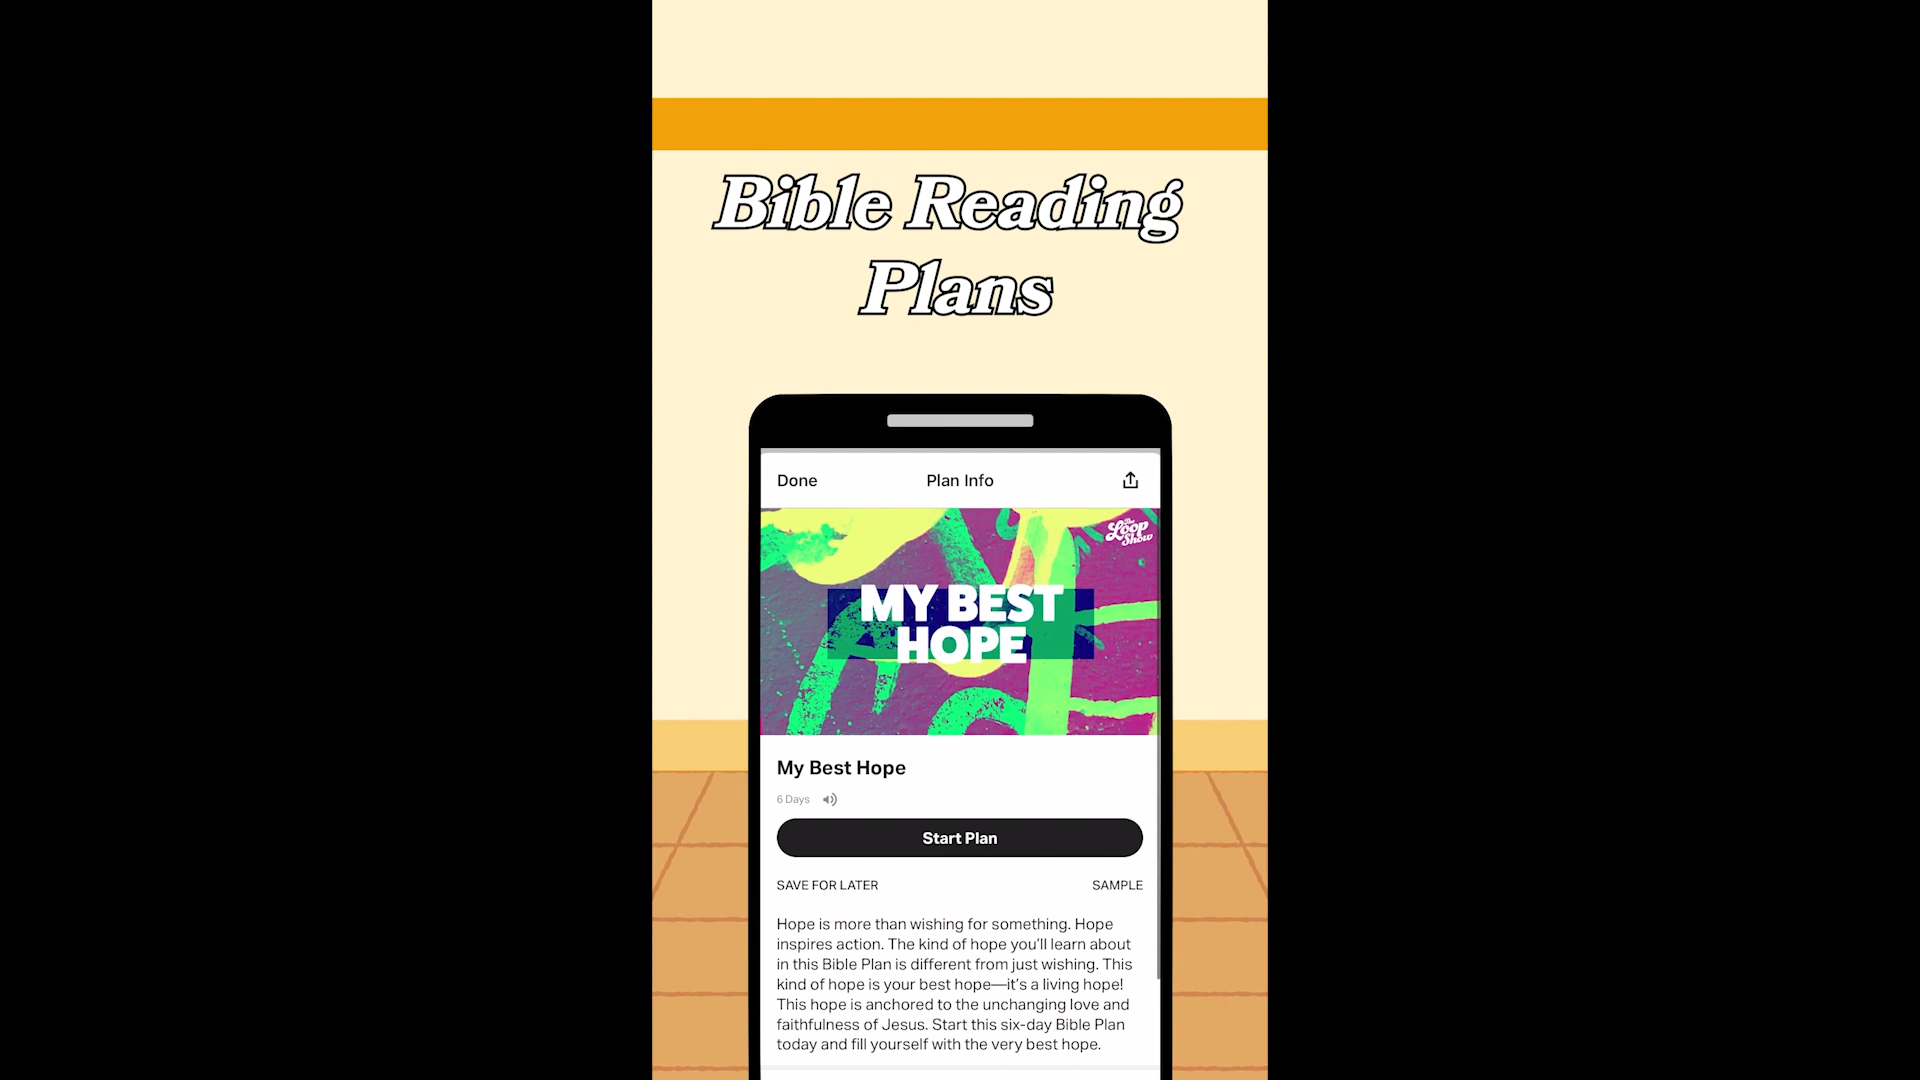 Bible Reading
Plans
Done
Plan Info
The
Loop
Show
MY BEST
HOPE
My Best Hope
6 Days
Start Plan
SAVE FOR LATER
SAMPLE
Hope is more than wishing for something. Hope
inspires action. The kind of hope you’ll learn about
in this Bible Plan is different from just wishing. This
kind of hope is your best hope—it’s a living hope!
This hope is anchored to the unchanging love and
faithfulness of Jesus. Start this six-day Bible Plan
today and fill yourself with the very best hope.